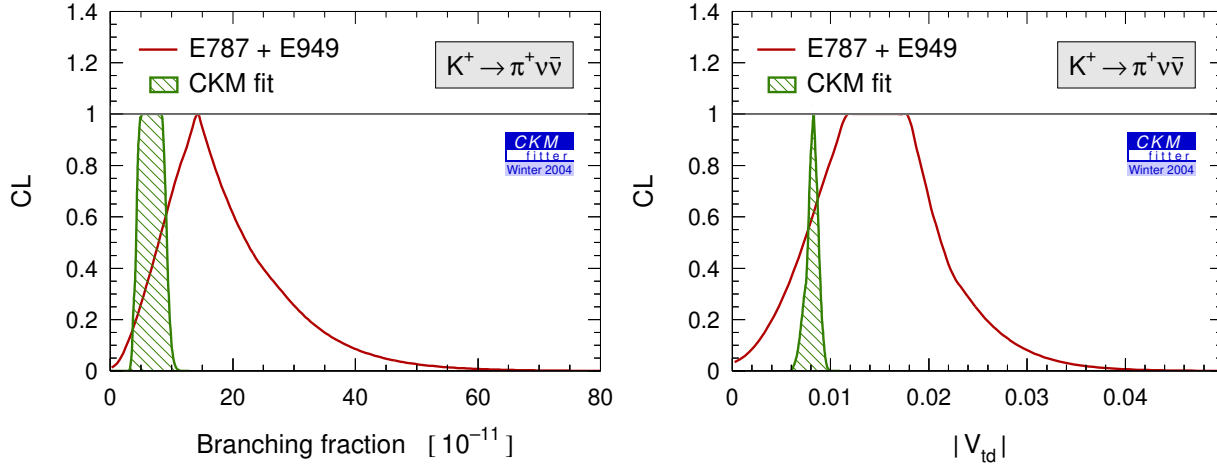 1.4
1.2
1
0.8
0.6
0.4
0.2
0
CL
E787 + E949
CKM fit
K⁺ → π⁺νν̄
CKM
fitter
Winter 2004
0 20 40 60 80
Branching fraction [10⁻¹¹]
1.4
1.2
1
0.8
0.6
0.4
0.2
0
CL
E787 + E949
CKM fit
K⁺ → π⁺νν̄
CKM
fitter
Winter 2004
0 0.01 0.02 0.03 0.04
|V_td|